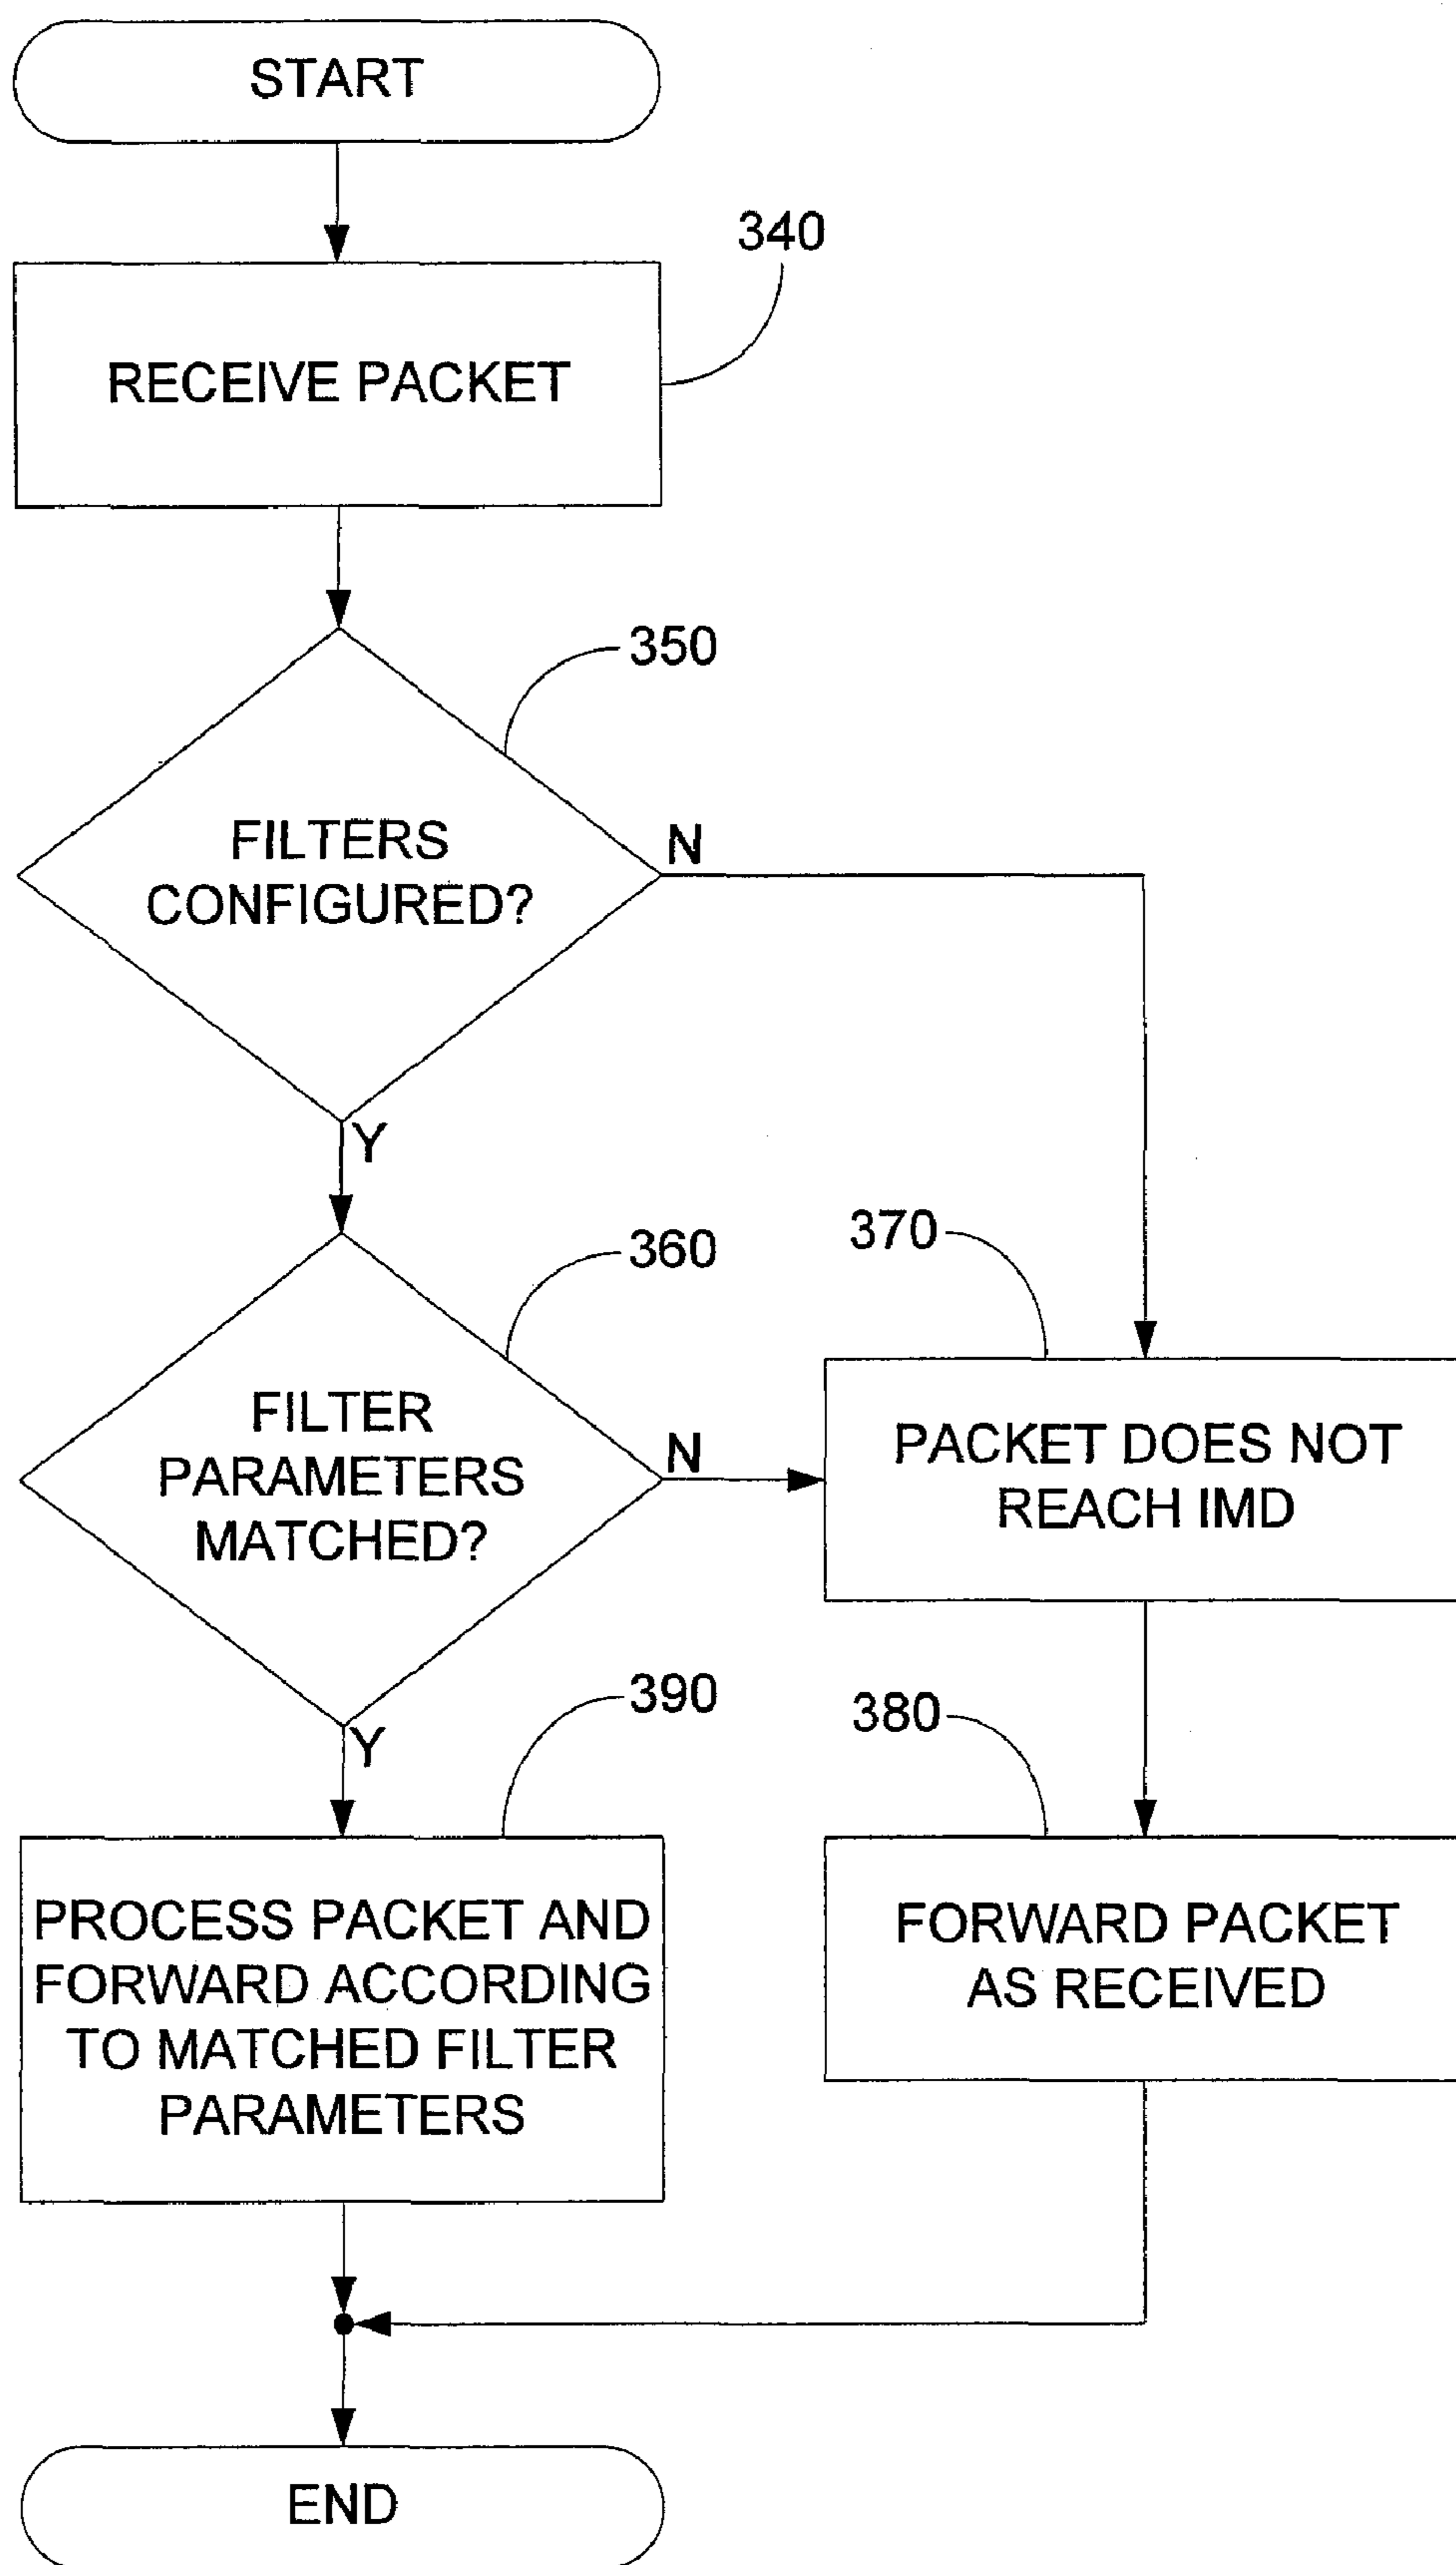 START
340
RECEIVE PACKET
350
FILTERS
CONFIGURED?
N
Y
360
FILTER
PARAMETERS
MATCHED?
N
370
PACKET DOES NOT
REACH IMD
Y
390
PROCESS PACKET AND
FORWARD ACCORDING
TO MATCHED FILTER
PARAMETERS
380
FORWARD PACKET
AS RECEIVED
END